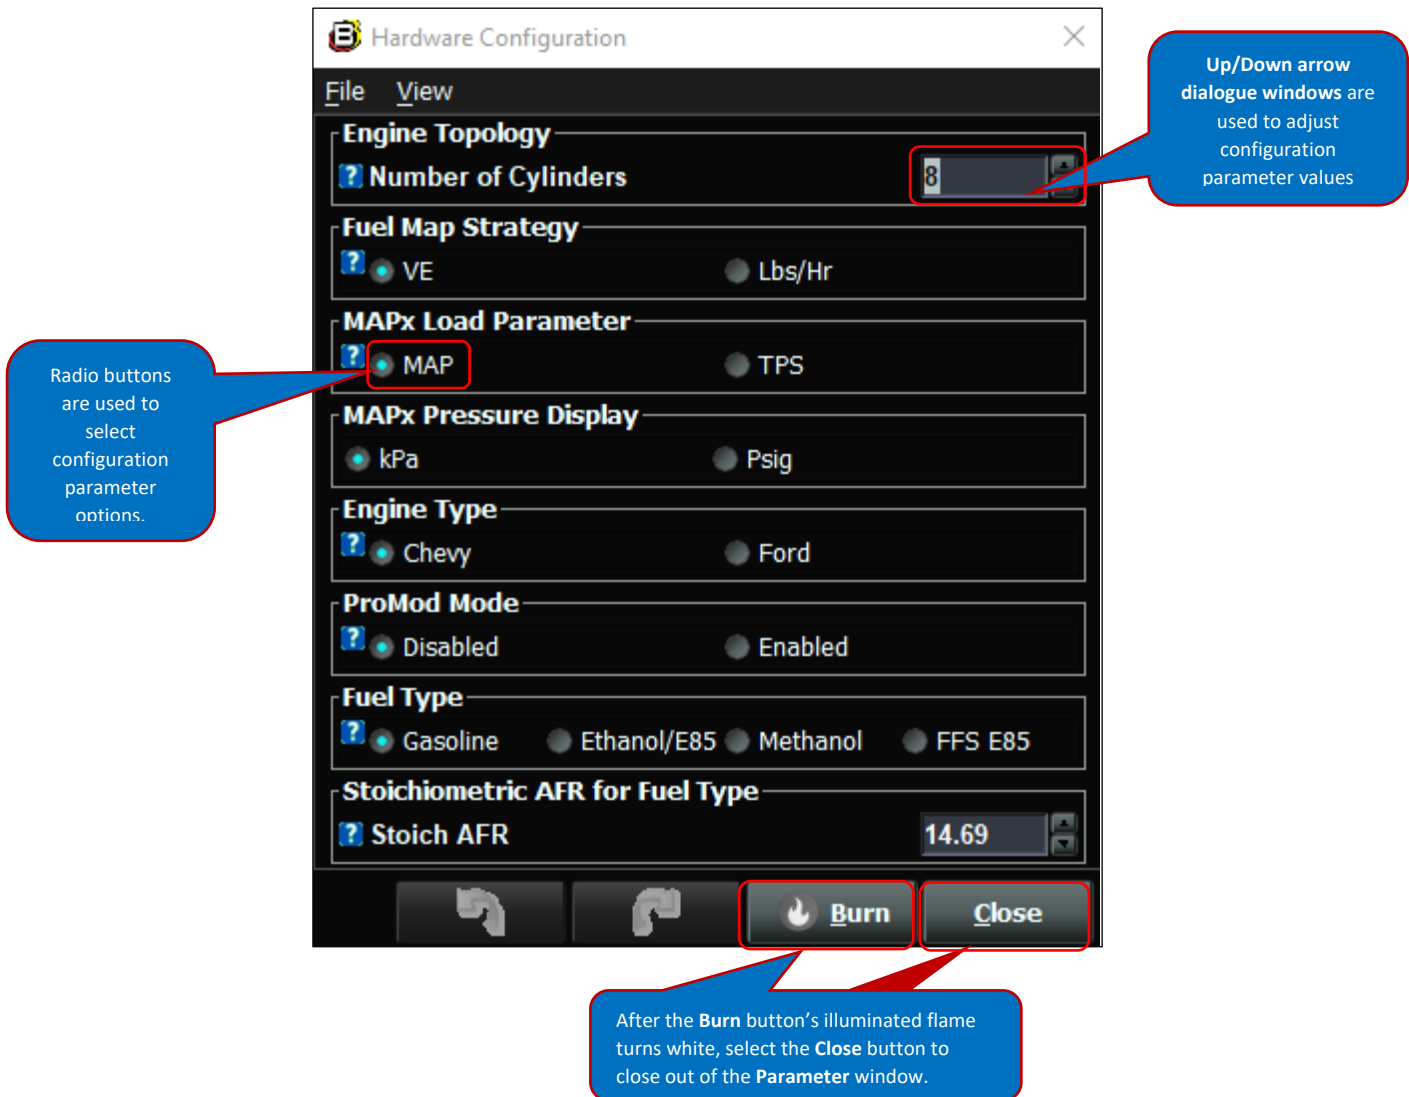 Hardware Configuration
File View
Engine Topology
? Number of Cylinders 8
Fuel Map Strategy
? VE Lbs/Hr
MAPx Load Parameter
? MAP TPS
MAPx Pressure Display
kPa Psig
Engine Type
? Chevy Ford
ProMod Mode
? Disabled Enabled
Fuel Type
? Gasoline Ethanol/E85 Methanol FFS E85
Stoichiometric AFR for Fuel Type
? Stoich AFR 14.69
Burn Close
Up/Down arrow
dialogue windows are
used to adjust
configuration
parameter values
Radio buttons
are used to
select
configuration
parameter
options.
After the Burn button’s illuminated flame
turns white, select the Close button to
close out of the Parameter window.